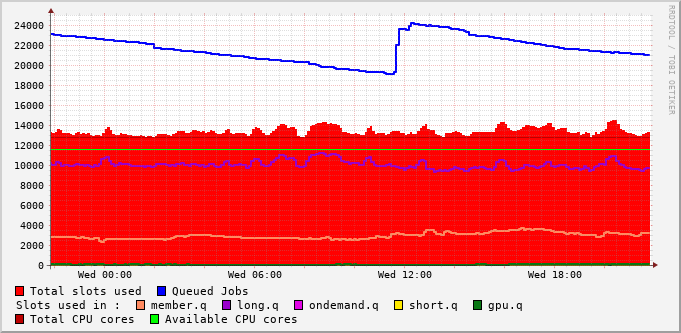 24000
22000
20000
18000
16000
14000
12000
10000
8000
6000
4000
2000
0
Wed 00:00 Wed 06:00 Wed 12:00 Wed 18:00
Total slots used Queued Jobs
Slots used in : member.q long.q ondemand.q short.q gpu.q
Total CPU cores Available CPU cores
RRDTOOL / TOBI OETIKER